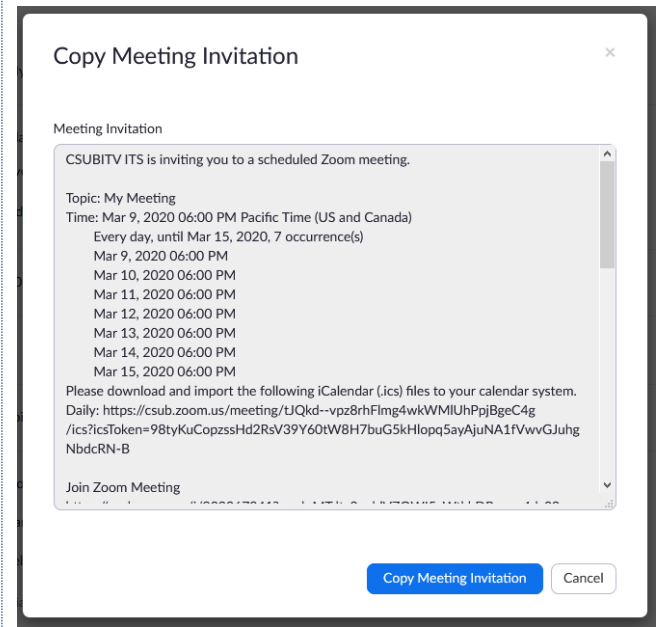 Copy Meeting Invitation
×
Meeting Invitation
CSUBITV ITS is inviting you to a scheduled Zoom meeting.
Topic: My Meeting
Time: Mar 9, 2020 06:00 PM Pacific Time (US and Canada)
Every day, until Mar 15, 2020, 7 occurrence(s)
Mar 9, 2020 06:00 PM
Mar 10, 2020 06:00 PM
Mar 11, 2020 06:00 PM
Mar 12, 2020 06:00 PM
Mar 13, 2020 06:00 PM
Mar 14, 2020 06:00 PM
Mar 15, 2020 06:00 PM
Please download and import the following iCalendar (.ics) files to your calendar system.
Daily: https://csub.zoom.us/meeting/tJQkd--vpz8rhFlmg4wkWMlUhPpjBgeC4g
/ics?icsToken=98tyKuCopzssHd2RsV39Y60tW8H7buG5kHlopq5ayAjuNA1fVwvGJuhg
NbdcRN-B
Join Zoom Meeting
Copy Meeting Invitation
Cancel